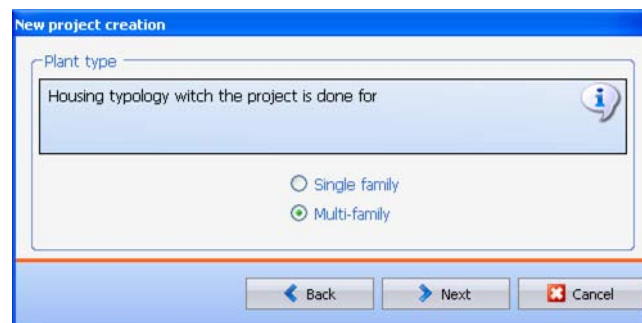 New project creation
Plant type
Housing typology witch the project is done for
Single family
Multi-family
Back Next Cancel